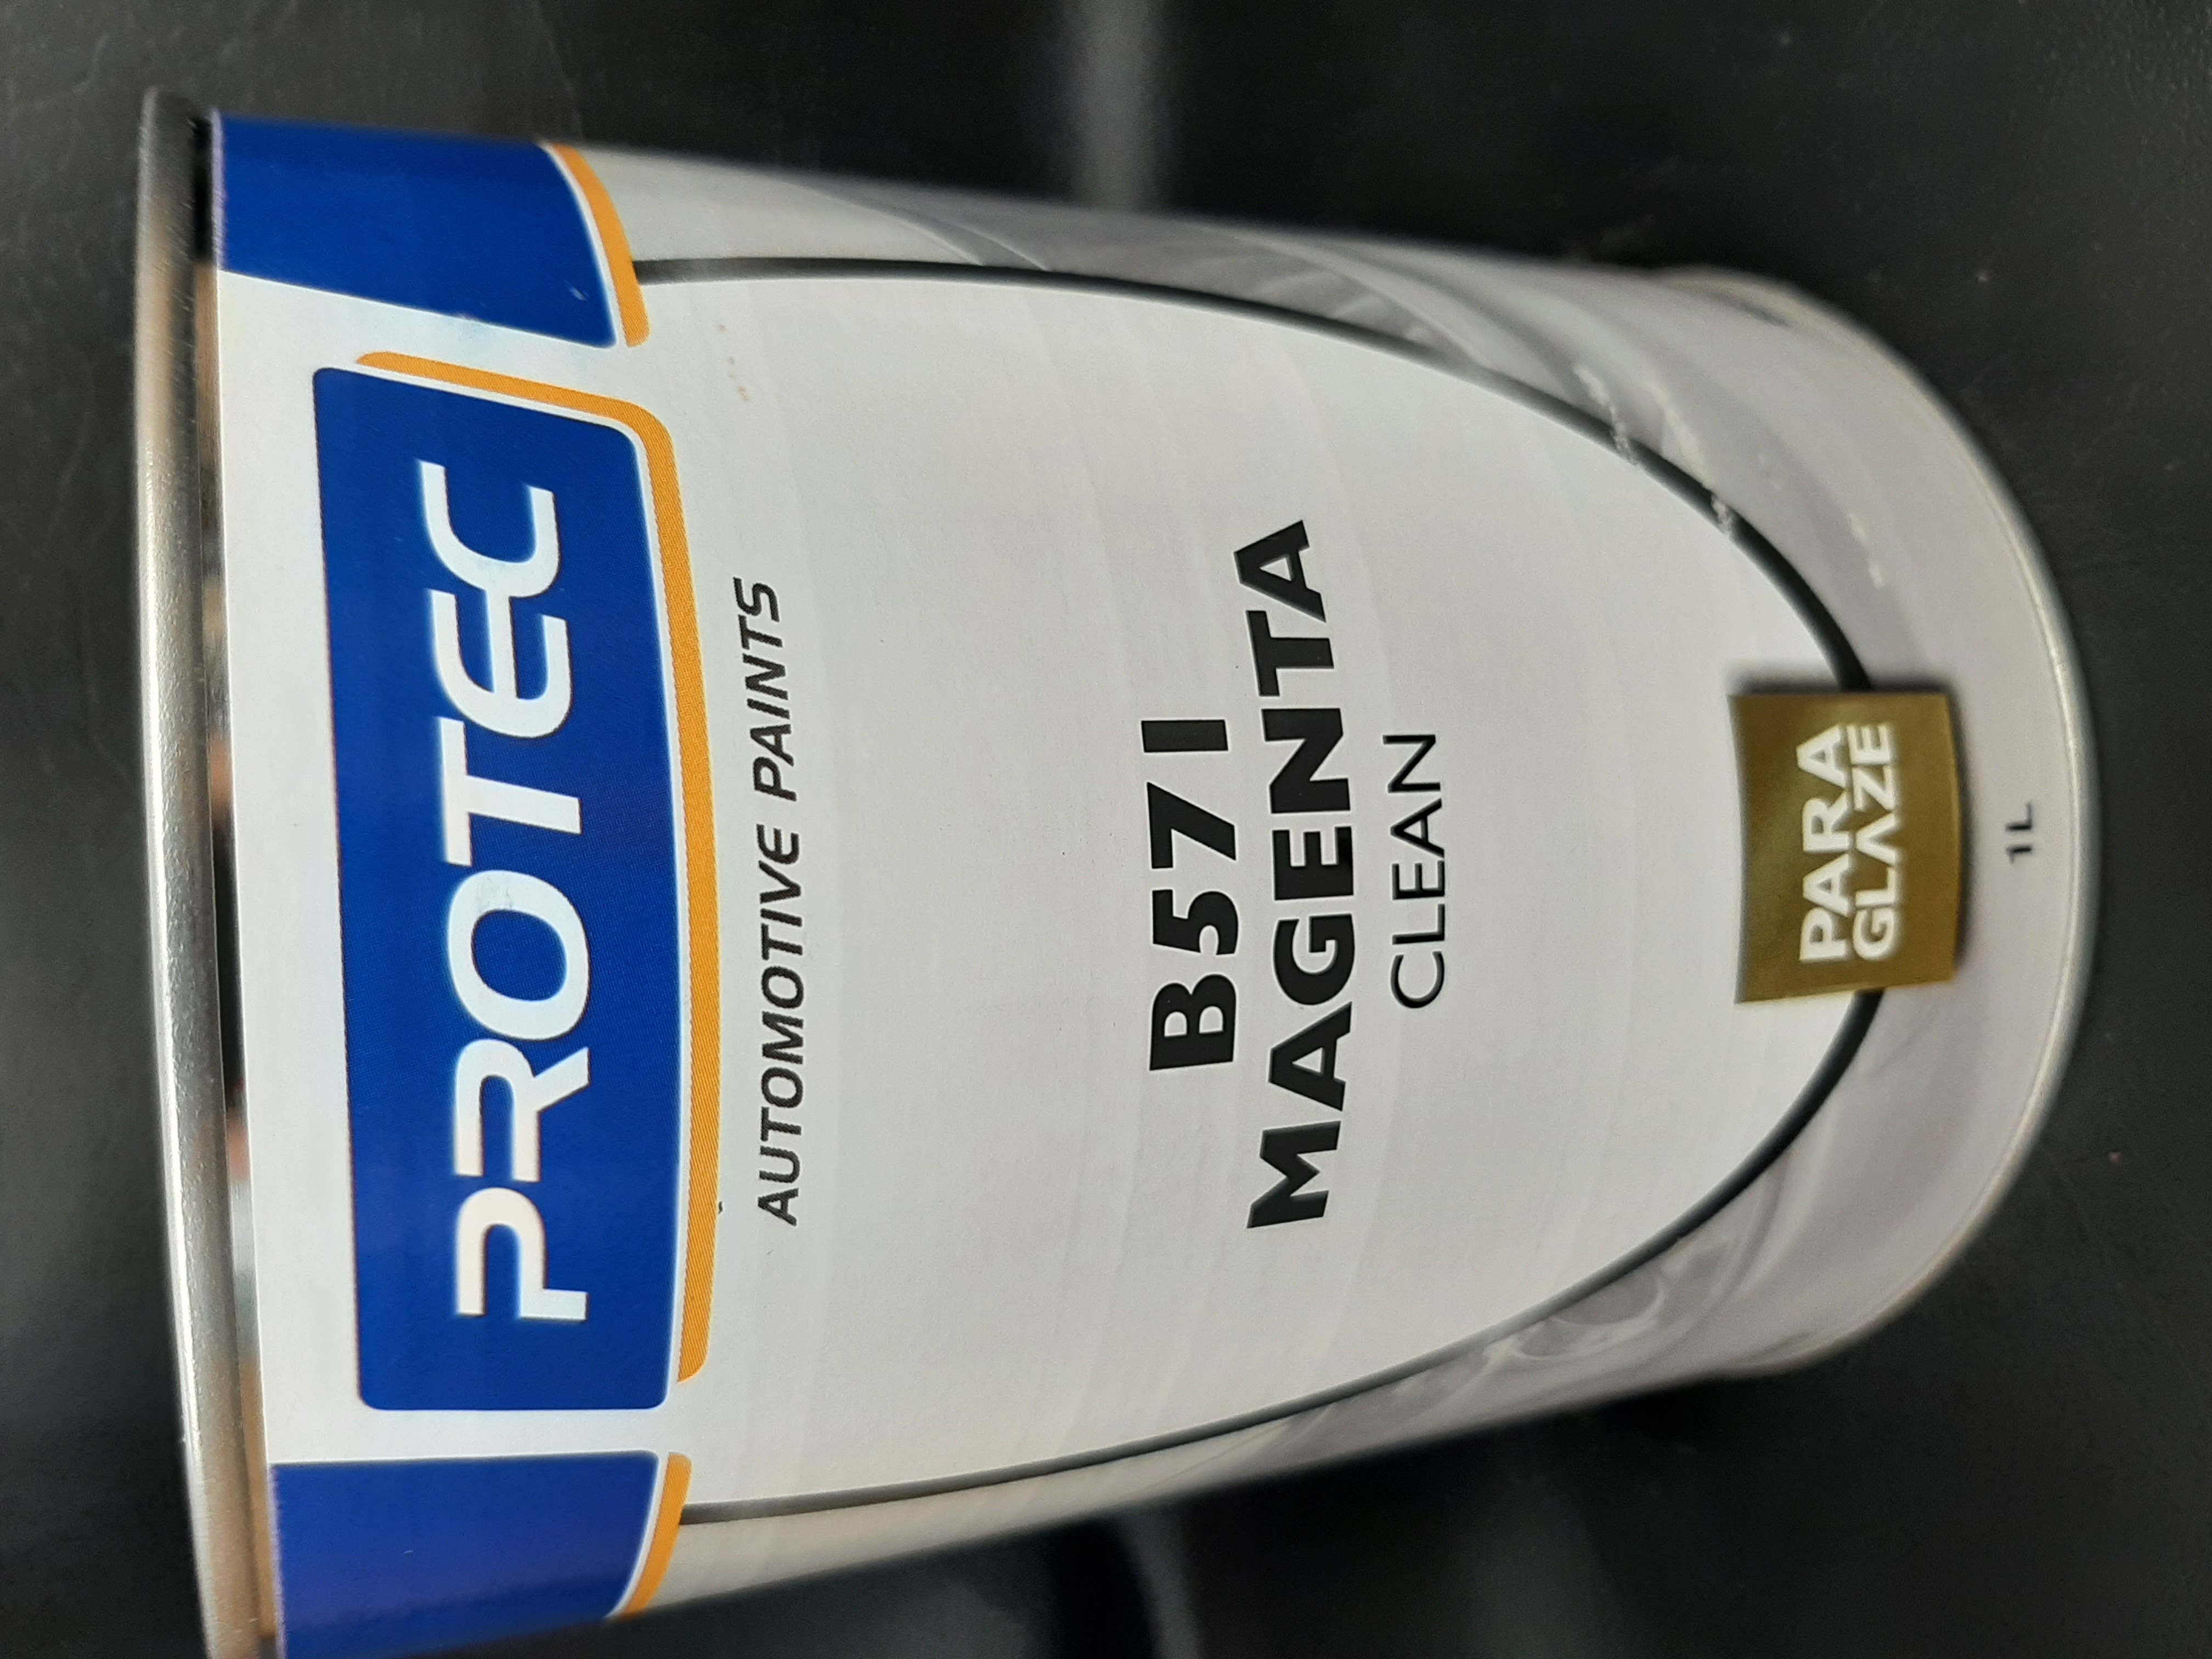 PROTEC
AUTOMOTIVE PAINTS
B571
MAGENTA
CLEAN
PARA
GLAZE
1L